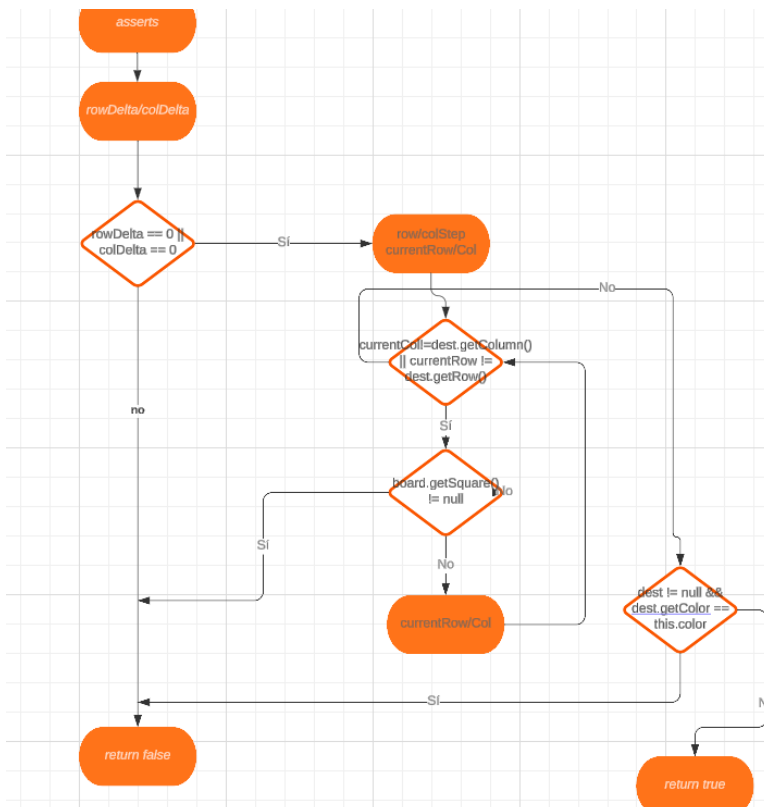 asserts
rowDelta/colDelta
rowDelta == 0 ||
colDelta == 0
Sí
row/colStep
currentRow/Col
No
currentCol!=dest.getColumn()
|| currentRow !=
dest.getRow()
no
Sí
board.getSquare()
!= null
No
Sí
No
currentRow/Col
dest != null &&
dest.getColor ==
this.color
Sí
N
return false
return true